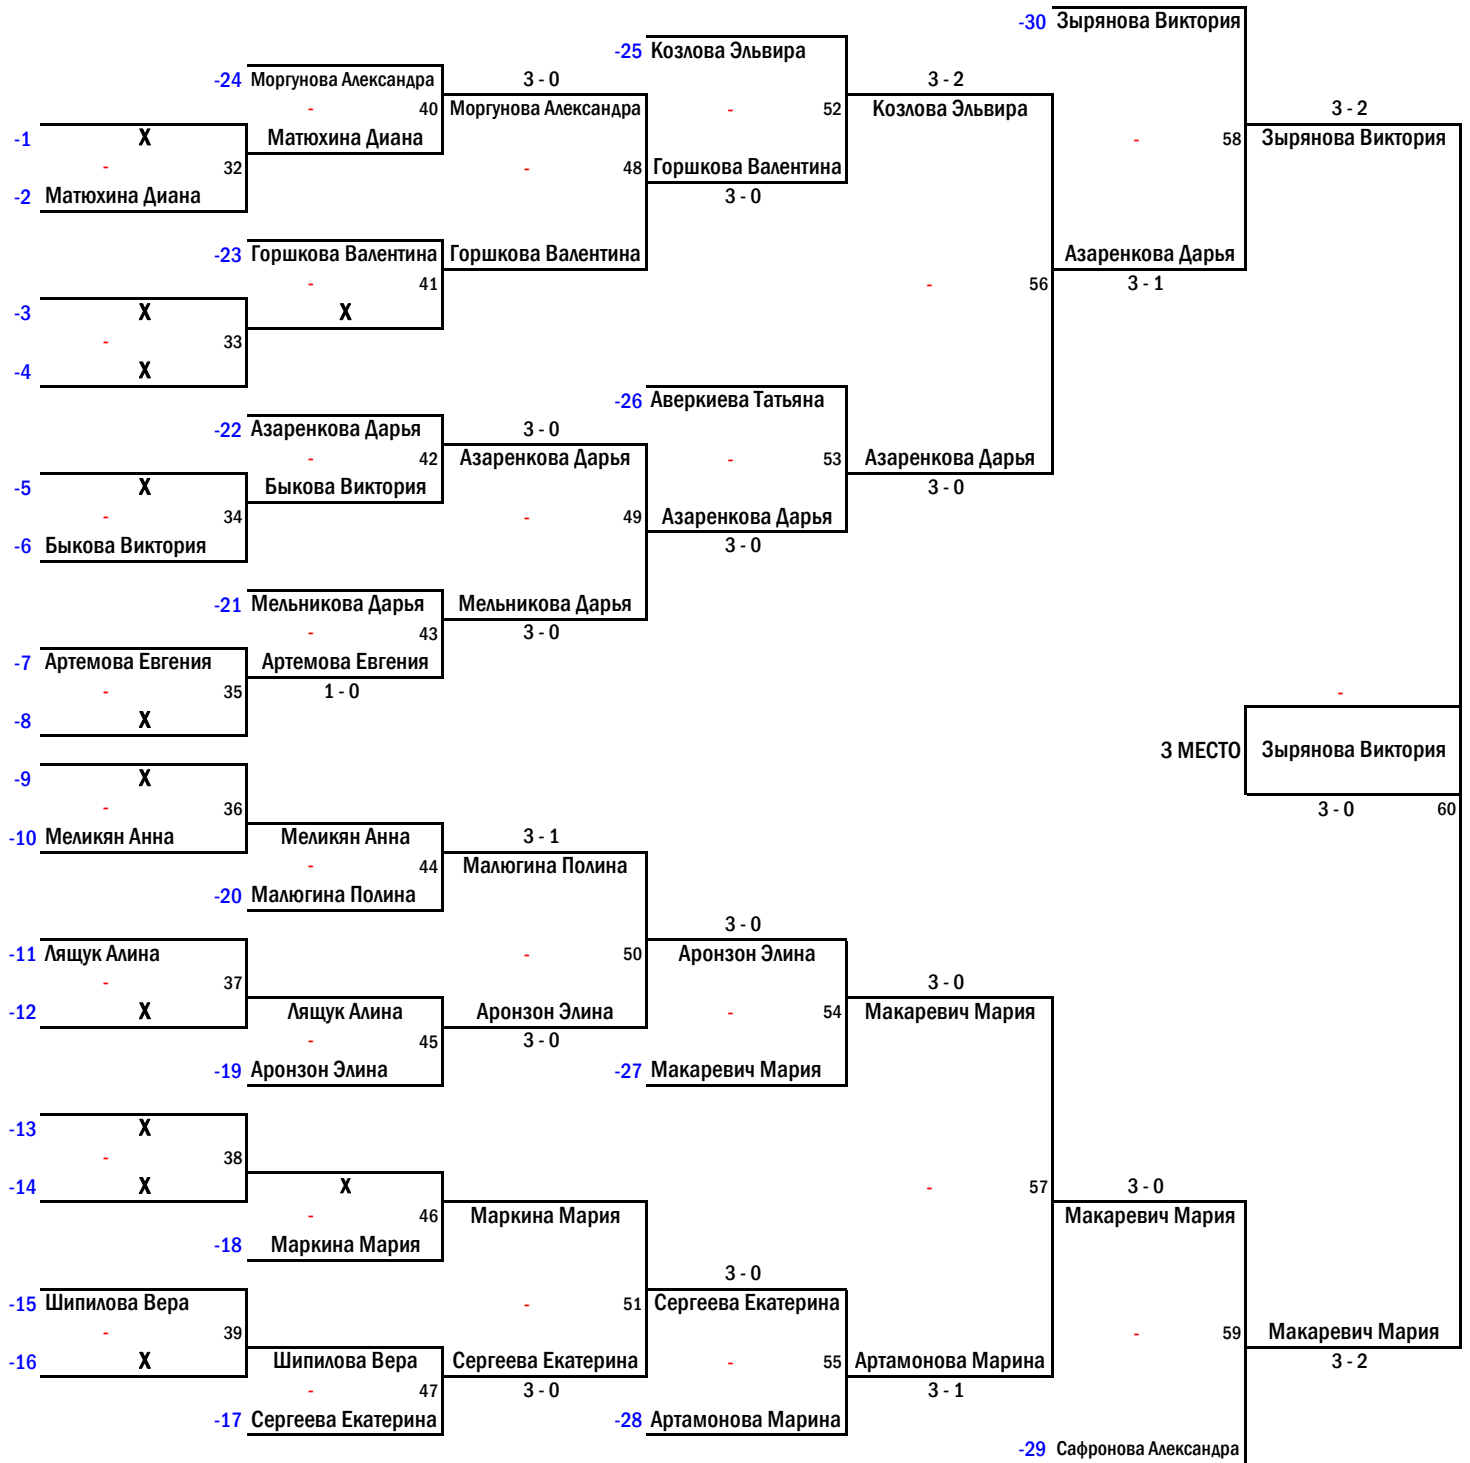 -30 Зырянова Виктория
-25 Козлова Эльвира
-24 Моргунова Александра 3 - 0 3 - 2
- 40 Моргунова Александра - 52 Козлова Эльвира 3 - 2
-1 X Матюхина Диана - 58 Зырянова Виктория
- 32 - 48 Горшкова Валентина
-2 Матюхина Диана 3 - 0
-23 Горшкова Валентина Горшкова Валентина Азаренкова Дарья
- 41 - 56 3 - 1
-3 X X
- 33
-4 X
-26 Аверкиева Татьяна
-22 Азаренкова Дарья 3 - 0
- 42 Азаренкова Дарья - 53 Азаренкова Дарья
-5 X Быкова Виктория 3 - 0
- 34 - 49 Азаренкова Дарья
-6 Быкова Виктория 3 - 0
-21 Мельникова Дарья Мельникова Дарья
- 43 3 - 0
-7 Артемова Евгения Артемова Евгения
- 35 1 - 0 -
-8 X
3 МЕСТО Зырянова Виктория
-9 X
- 36 3 - 0 60
-10 Меликян Анна Меликян Анна 3 - 1
- 44 Малюгина Полина
-20 Малюгина Полина
3 - 0
-11 Лящук Алина - 50 Аронзон Элина
- 37 3 - 0
-12 X Лящук Алина Аронзон Элина - 54 Макаревич Мария
- 45 3 - 0
-19 Аронзон Элина -27 Макаревич Мария
-13 X
- 38
-14 X X - 57 3 - 0
- 46 Маркина Мария Макаревич Мария
-18 Маркина Мария
3 - 0
-15 Шипилова Вера - 51 Сергеева Екатерина
- 39 - 59 Макаревич Мария
-16 X Шипилова Вера Сергеева Екатерина - 55 Артамонова Марина 3 - 2
- 47 3 - 0 3 - 1
-17 Сергеева Екатерина -28 Артамонова Марина
-29 Сафронова Александра